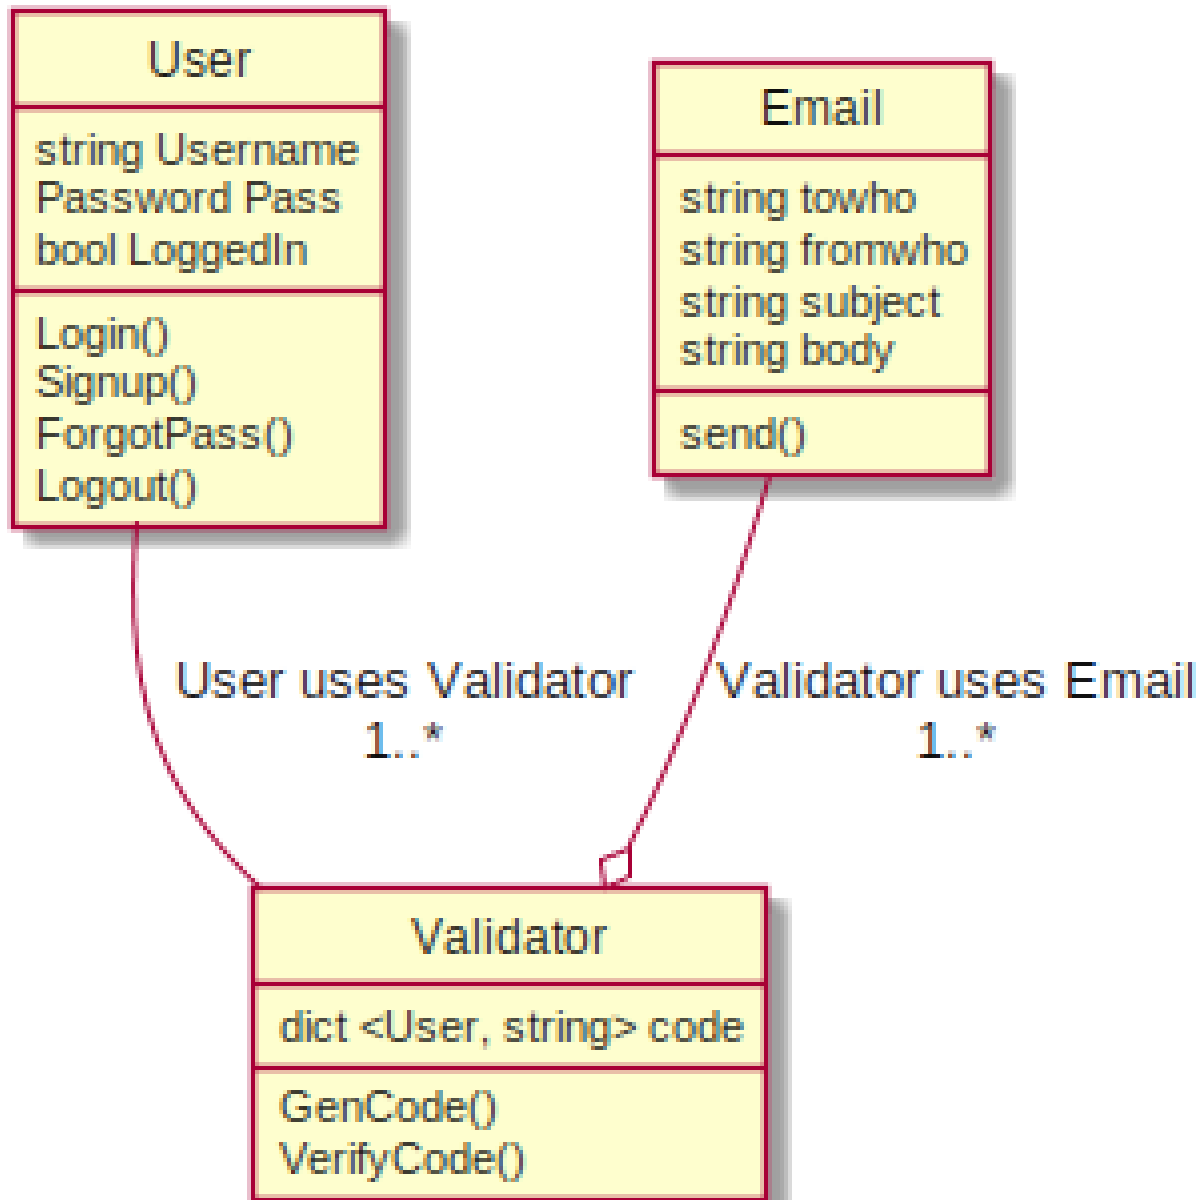 User
string Username
Password Pass
bool LoggedIn
Login()
Signup()
ForgotPass()
Logout()
Email
string towho
string fromwho
string subject
string body
send()
User uses Validator
1..*
Validator uses Email
1..*
Validator
dict <User, string> code
GenCode()
VerifyCode()